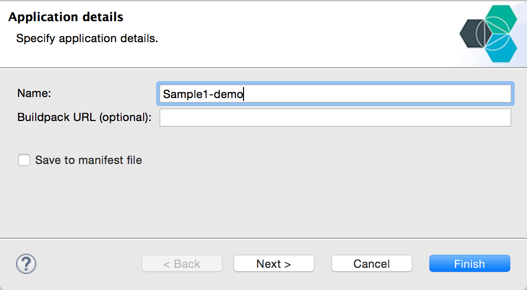 Application details
Specify application details.
Name: Sample1-demo
Buildpack URL (optional):
Save to manifest file
? < Back Next > Cancel Finish